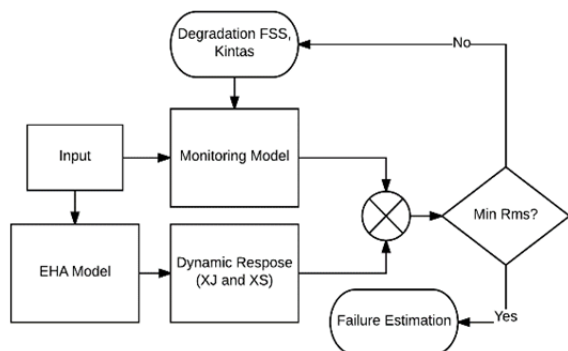 Degradation FSS,
Kintas
No
Input
Monitoring Model
Min Rms?
EHA Model
Dynamic Respose
(XJ and XS)
Failure Estimation
Yes